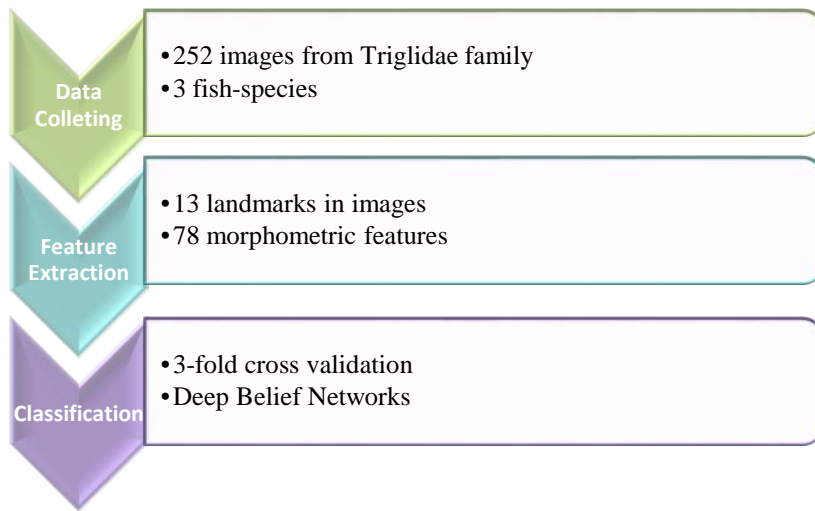 Data
Colleting
•252 images from Triglidae family
•3 fish-species
Feature
Extraction
•13 landmarks in images
•78 morphometric features
Classification
•3-fold cross validation
•Deep Belief Networks